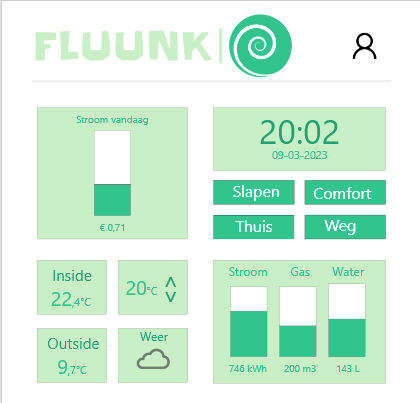 FLUUNK
Stroom vandaag
€ 0,71
20:02
09-03-2023
Slapen
Comfort
Thuis
Weg
Inside
22,4°C
20°C
Outside
9,7°C
Weer
Stroom Gas Water
746 kWh 200 m3 143 L